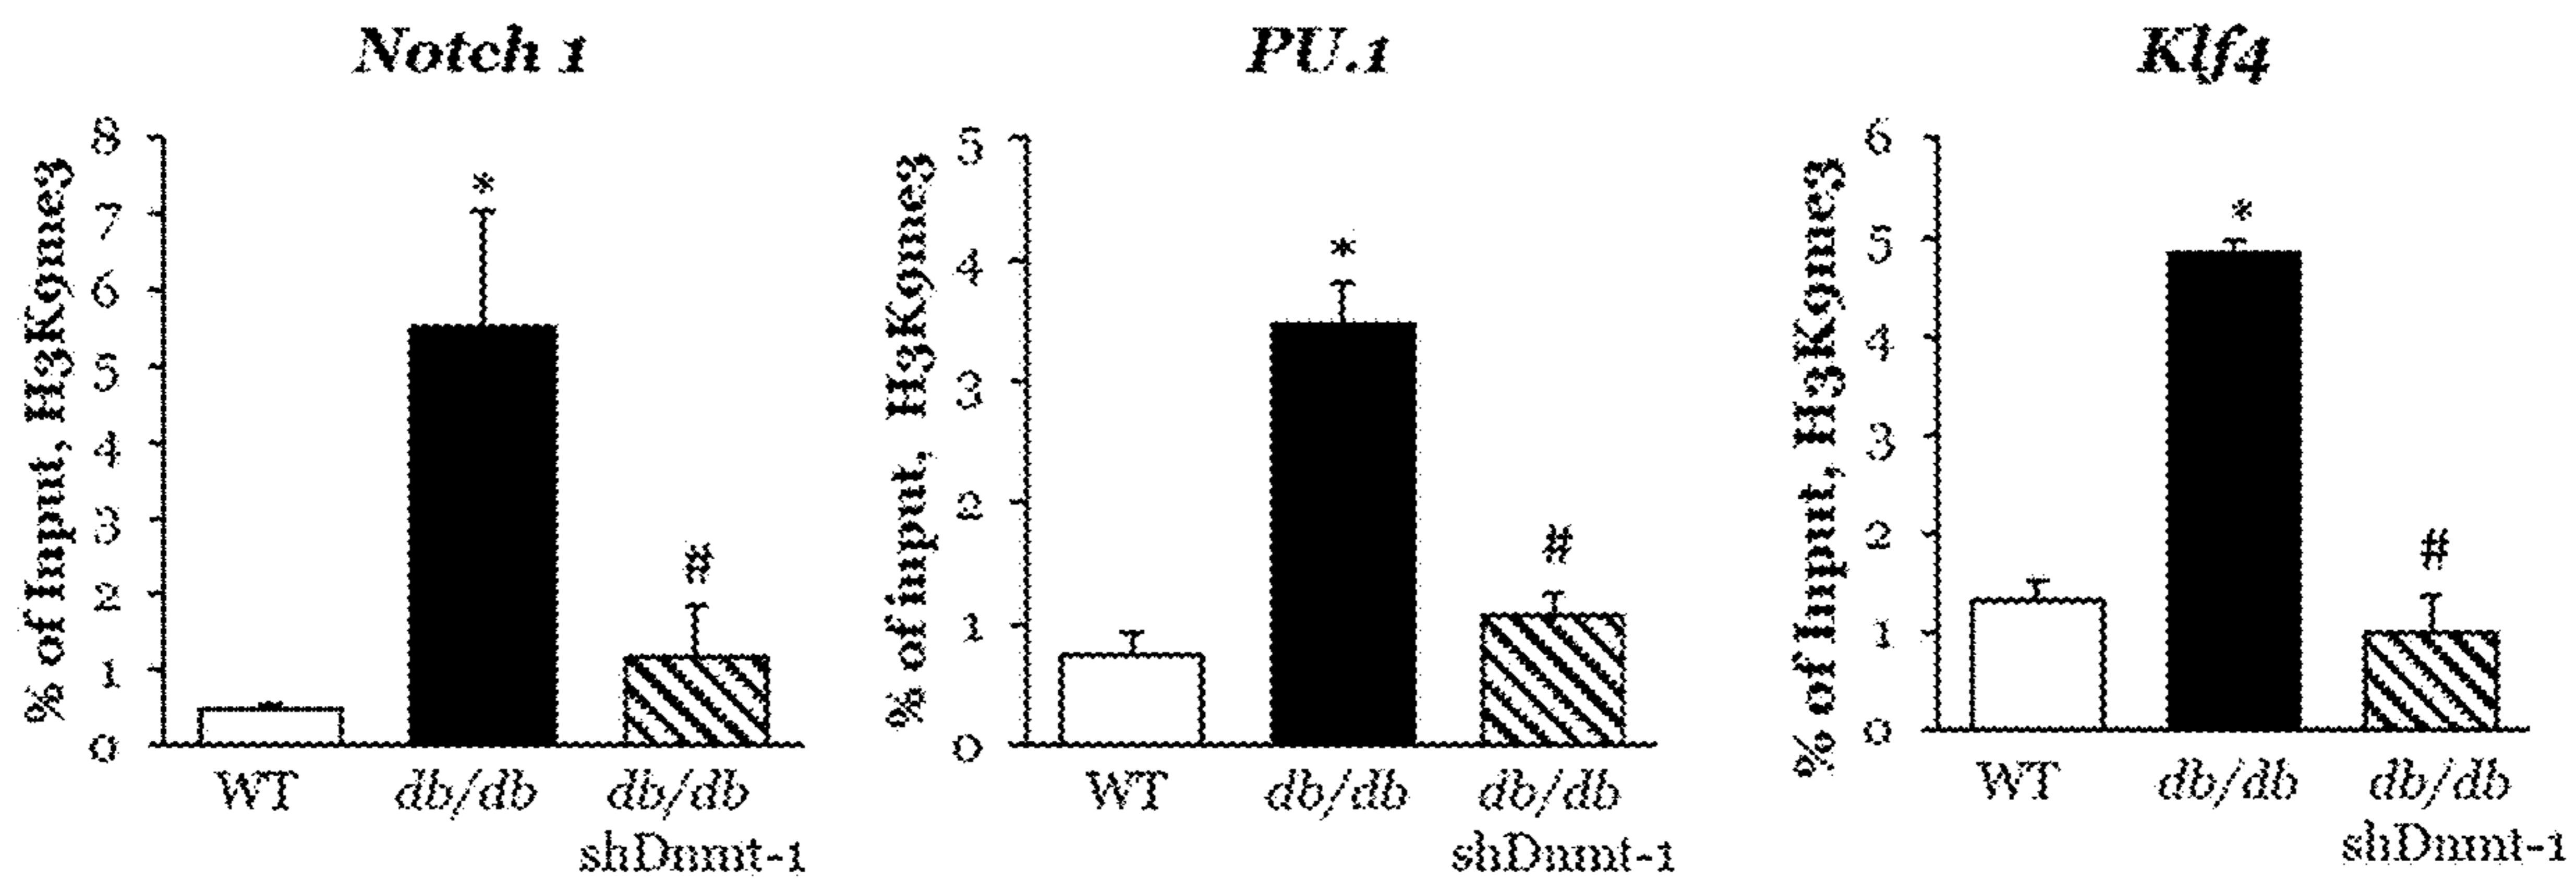 Notch 1
% of Input, H3K9me3
8
7
6
5
4
3
2
1
0
*
#
WT
db/db
db/db
shDnmt-1
PU.1
% of input, H3K9me3
5
4
3
2
1
0
*
#
WT
db/db
db/db
shDnmt-1
Klf4
% of Input, H3K9me3
6
5
4
3
2
1
0
*
#
WT
db/db
db/db
shDnmt-1